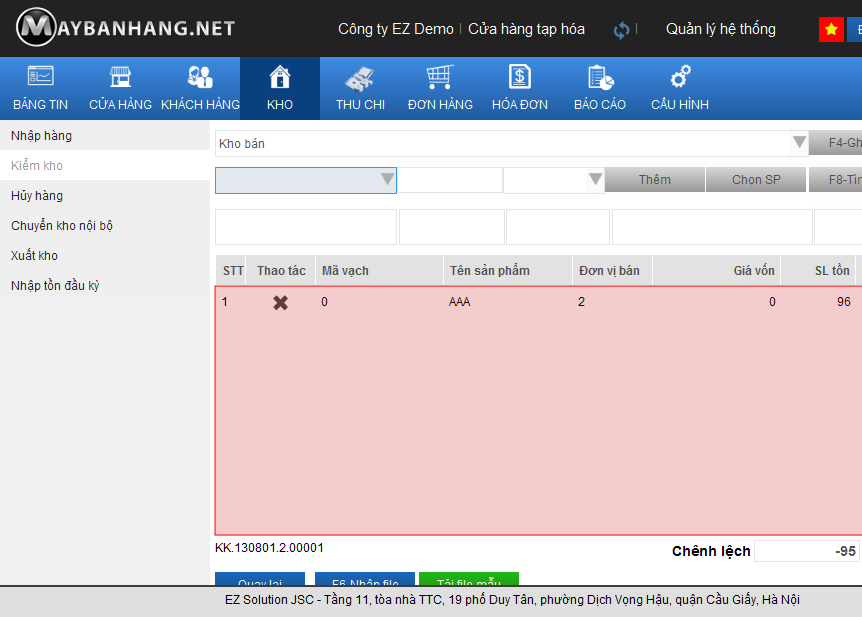 MAYBANHANG.NET
Công ty EZ Demo | Cửa hàng tạp hóa | Quản lý hệ thống
BẢNG TIN CỬA HÀNG KHÁCH HÀNG KHO THU CHI ĐƠN HÀNG HÓA ĐƠN BÁO CÁO CẤU HÌNH
Nhập hàng
Kiểm kho
Hủy hàng
Chuyển kho nội bộ
Xuất kho
Nhập tồn đầu kỳ
Kho bán F4-Gh
Thêm Chọn SP F8-Tìn
STT Thao tác Mã vạch Tên sản phẩm Đơn vị bán Giá vốn SL tồn
1 0 AAA 2 0 96
KK.130801.2.00001
Chênh lệch -95
Quay lại F6-Nhập file Tải file mẫu
EZ Solution JSC - Tầng 11, tòa nhà TTC, 19 phố Duy Tân, phường Dịch Vọng Hậu, quận Cầu Giấy, Hà Nội